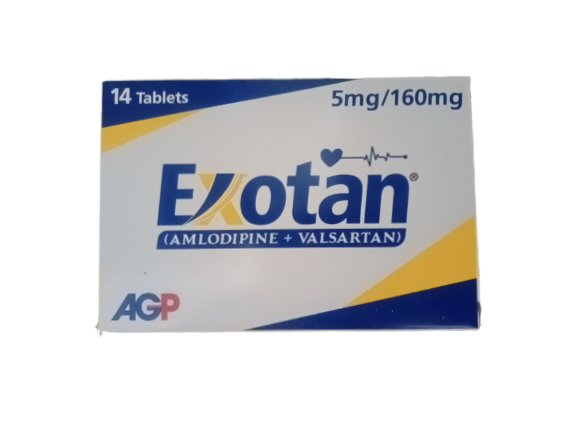 14 Tablets
5mg/160mg
Exotan®
(AMLODIPINE + VALSARTAN)
AGP